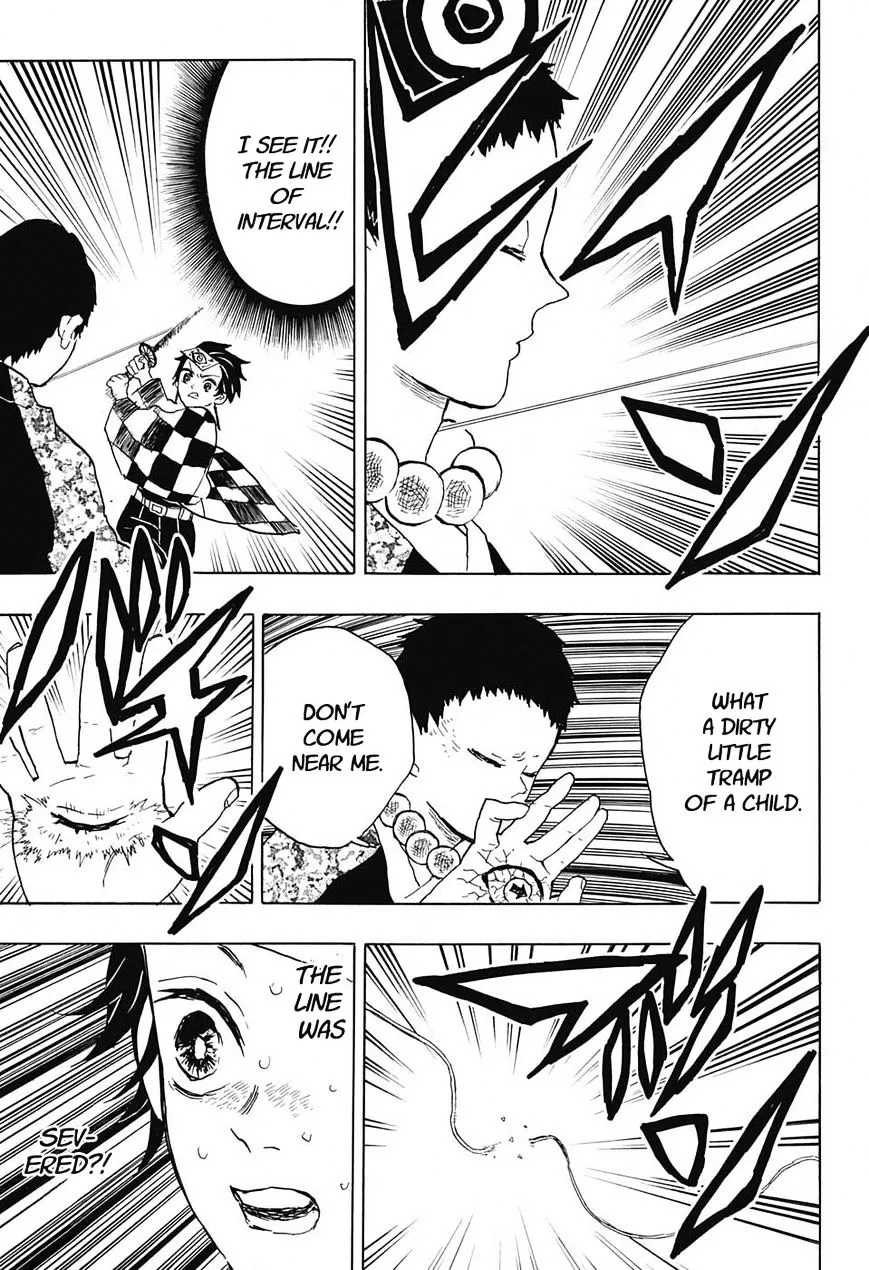 I SEE IT!!
THE LINE
OF
INTERVAL!!
WHAT
A DIRTY
LITTLE
TRAMP
OF A CHILD.
DON'T
COME
NEAR ME.
THE
LINE
WAS
SEV-
ERED?!